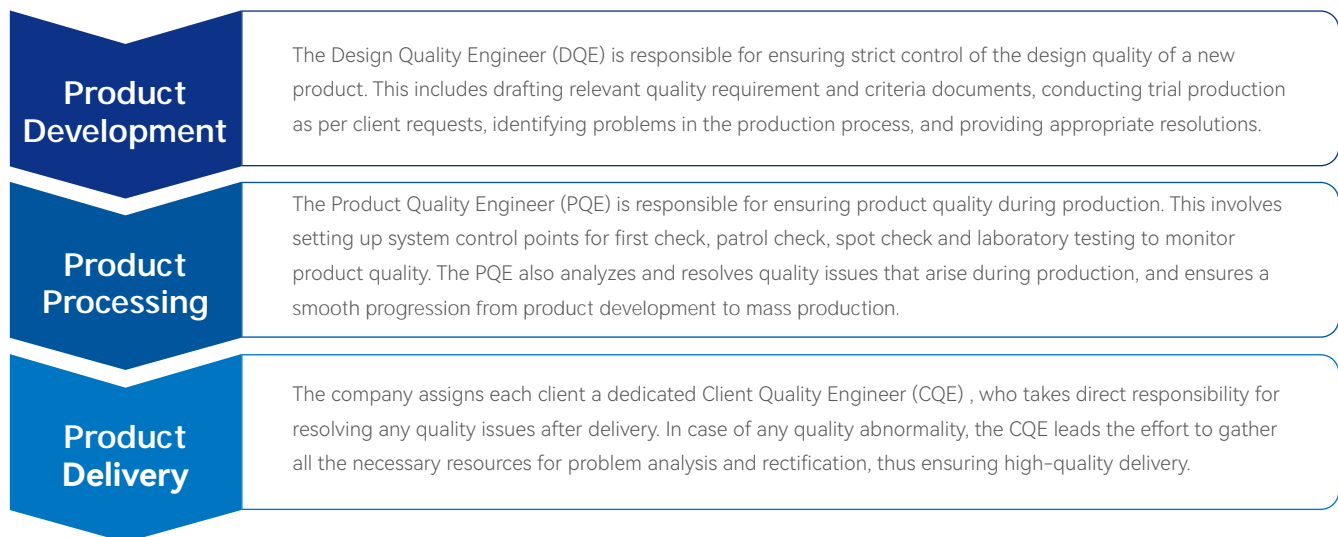 Product
Development
The Design Quality Engineer (DQE) is responsible for ensuring strict control of the design quality of a new
product. This includes drafting relevant quality requirement and criteria documents, conducting trial production
as per client requests, identifying problems in the production process, and providing appropriate resolutions.
Product
Processing
The Product Quality Engineer (PQE) is responsible for ensuring product quality during production. This involves
setting up system control points for first check, patrol check, spot check and laboratory testing to monitor
product quality. The PQE also analyzes and resolves quality issues that arise during production, and ensures a
smooth progression from product development to mass production.
Product
Delivery
The company assigns each client a dedicated Client Quality Engineer (CQE) , who takes direct responsibility for
resolving any quality issues after delivery. In case of any quality abnormality, the CQE leads the effort to gather
all the necessary resources for problem analysis and rectification, thus ensuring high-quality delivery.